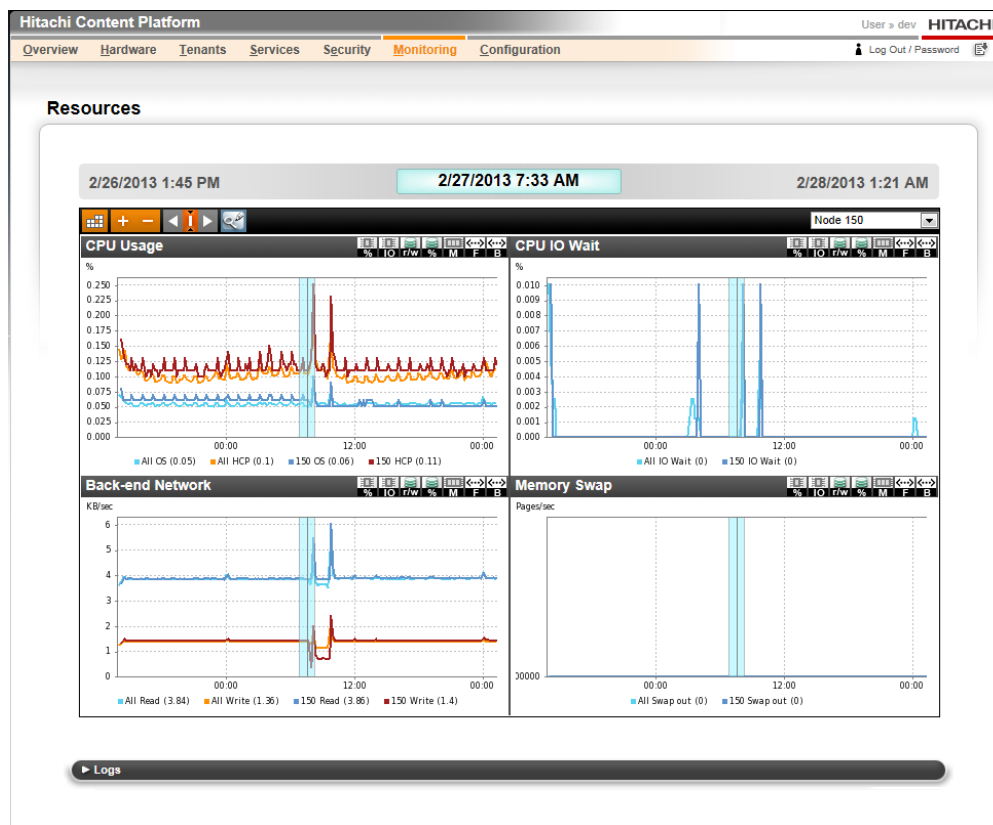 Hitachi Content Platform
User » dev HITACHI
Overview Hardware Tenants Services Security Monitoring Configuration Log Out / Password
Resources
2/26/2013 1:45 PM 2/27/2013 7:33 AM 2/28/2013 1:21 AM
+ − Node 150
CPU Usage % IO r/w % M F B
%
0.250
0.225
0.200
0.175
0.150
0.125
0.100
0.075
0.050
0.025
0.000
00:00 12:00 00:00
All OS (0.05) All HCP (0.1) 150 OS (0.06) 150 HCP (0.11)
CPU IO Wait % IO r/w % M F B
%
0.010
0.009
0.008
0.007
0.006
0.005
0.004
0.003
0.002
0.001
0.000
00:00 12:00 00:00
All IO Wait (0) 150 IO Wait (0)
Back-end Network % IO r/w % M F B
KB/sec
6
5
4
3
2
1
0
00:00 12:00 00:00
All Read (3.84) All Write (1.36) 150 Read (3.86) 150 Write (1.4)
Memory Swap % IO r/w % M F B
Pages/sec
00000
00:00 12:00 00:00
All Swap out (0) 150 Swap out (0)
Logs